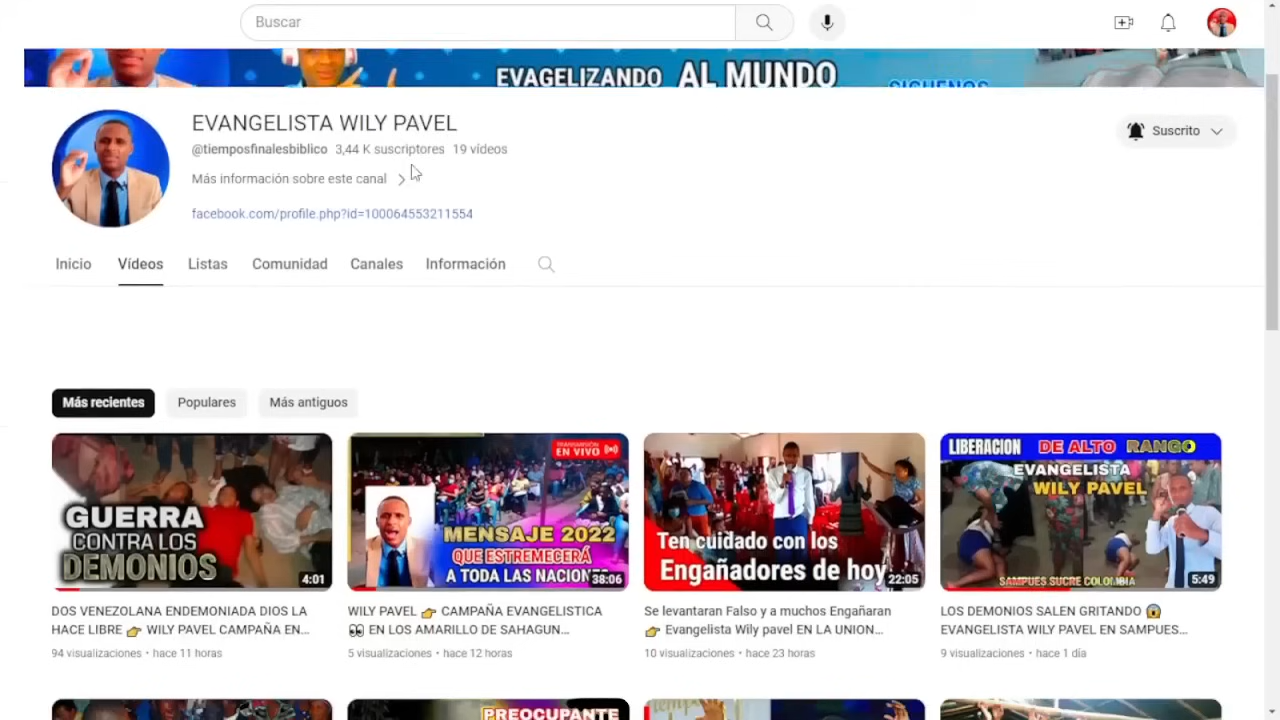 Buscar
EVAGELIZANDO AL MUNDO
SIGUENOS
EVANGELISTA WILY PAVEL
@tiemposfinalesbiblico 3,44 K suscriptores 19 vídeos
Suscrito
Más información sobre este canal
facebook.com/profile.php?id=100064553211554
Inicio Vídeos Listas Comunidad Canales Información
Más recientes Populares Más antiguos
GUERRA
CONTRA LOS
DEMONIOS
4:01
TRANSMISIÓN
EN VIVO
MENSAJE 2022
QUE ESTREMECERÁ
A TODA LAS NACION
38:06
Ten cuidado con los
Engañadores de hoy
22:05
LIBERACION DE ALTO RANGO
EVANGELISTA
WILY PAVEL
SAMPUES SUCRE COLOMBIA
5:49
DOS VENEZOLANA ENDEMONIADA DIOS LA
HACE LIBRE 👉 WILY PAVEL CAMPAÑA EN...
94 visualizaciones • hace 11 horas
WILY PAVEL 👉 CAMPAÑA EVANGELISTICA
👀 EN LOS AMARILLO DE SAHAGUN...
5 visualizaciones • hace 12 horas
Se levantaran Falso y a muchos Engañaran
👉 Evangelista Wily pavel EN LA UNION...
10 visualizaciones • hace 23 horas
LOS DEMONIOS SALEN GRITANDO 😱
EVANGELISTA WILY PAVEL EN SAMPUES...
9 visualizaciones • hace 1 día
PREOCUPANTE